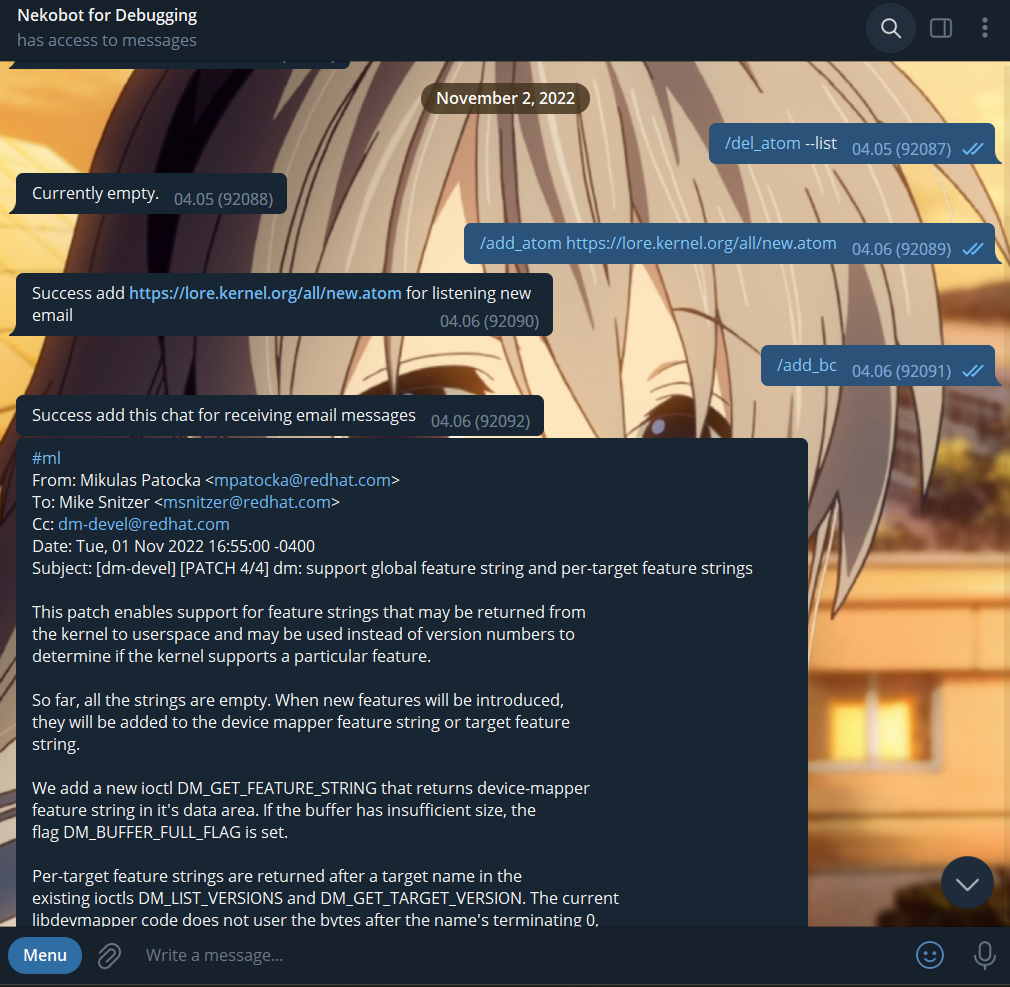 Nekobot for Debugging
has access to messages
November 2, 2022
/del_atom --list 04.05 (92087)
Currently empty. 04.05 (92088)
/add_atom https://lore.kernel.org/all/new.atom 04.06 (92089)
Success add https://lore.kernel.org/all/new.atom for listening new
email 04.06 (92090)
/add_bc 04.06 (92091)
Success add this chat for receiving email messages 04.06 (92092)
#ml
From: Mikulas Patocka <mpatocka@redhat.com>
To: Mike Snitzer <msnitzer@redhat.com>
Cc: dm-devel@redhat.com
Date: Tue, 01 Nov 2022 16:55:00 -0400
Subject: [dm-devel] [PATCH 4/4] dm: support global feature string and per-target feature strings
This patch enables support for feature strings that may be returned from
the kernel to userspace and may be used instead of version numbers to
determine if the kernel supports a particular feature.
So far, all the strings are empty. When new features will be introduced,
they will be added to the device mapper feature string or target feature
string.
We add a new ioctl DM_GET_FEATURE_STRING that returns device-mapper
feature string in it's data area. If the buffer has insufficient size, the
flag DM_BUFFER_FULL_FLAG is set.
Per-target feature strings are returned after a target name in the
existing ioctls DM_LIST_VERSIONS and DM_GET_TARGET_VERSION. The current
libdevmapper code does not user the bytes after the name's terminating 0,
Menu
Write a message...